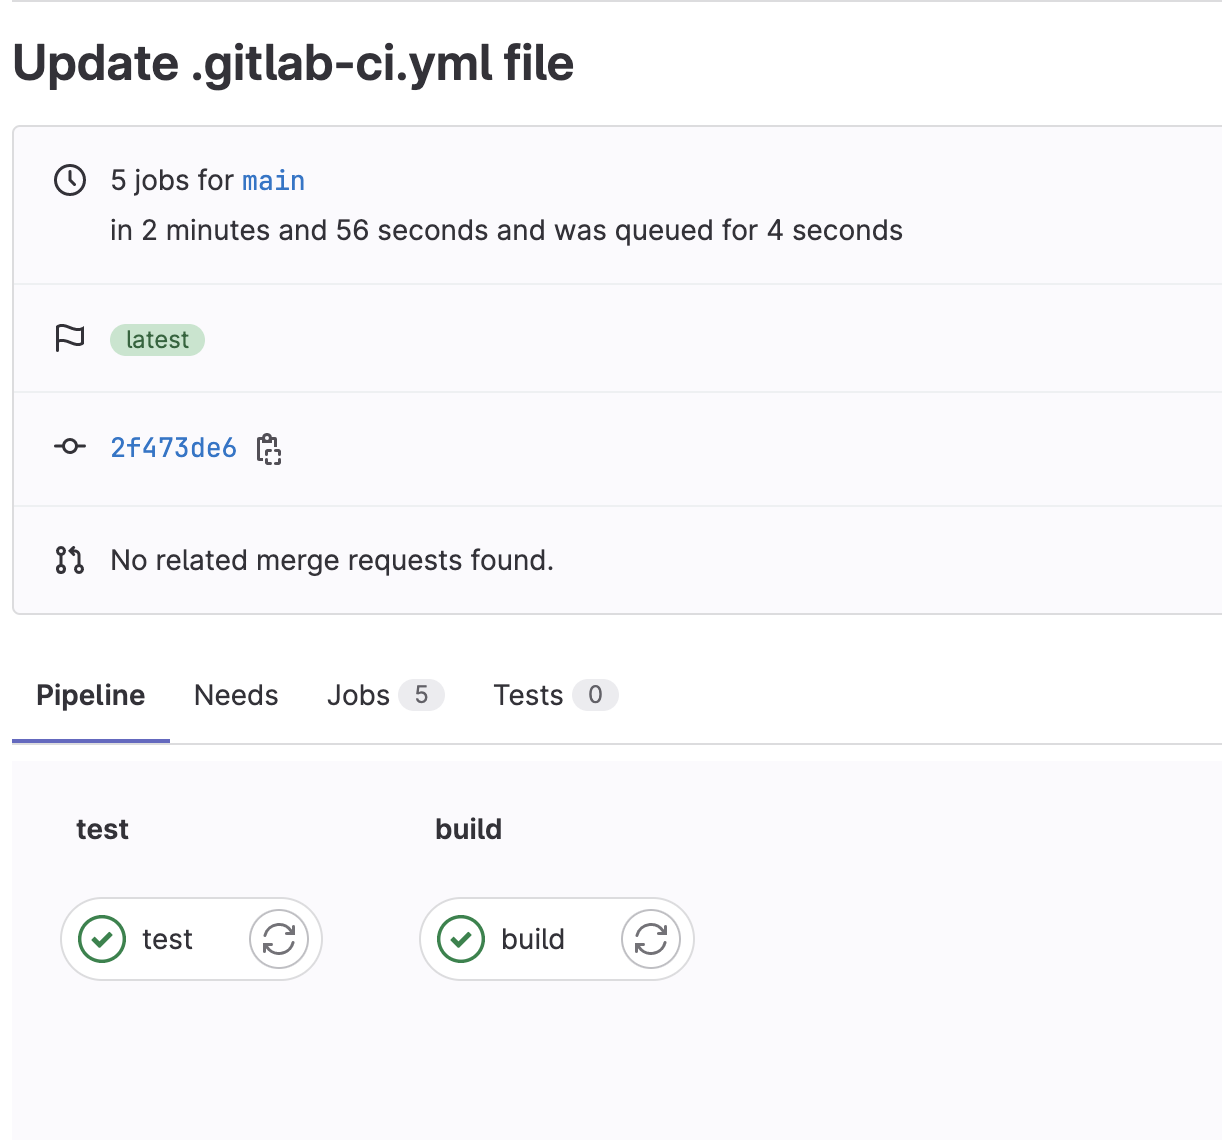 Update .gitlab-ci.yml file
5 jobs for main
in 2 minutes and 56 seconds and was queued for 4 seconds
latest
2f473de6
No related merge requests found.
Pipeline Needs Jobs 5 Tests 0
test build
test build